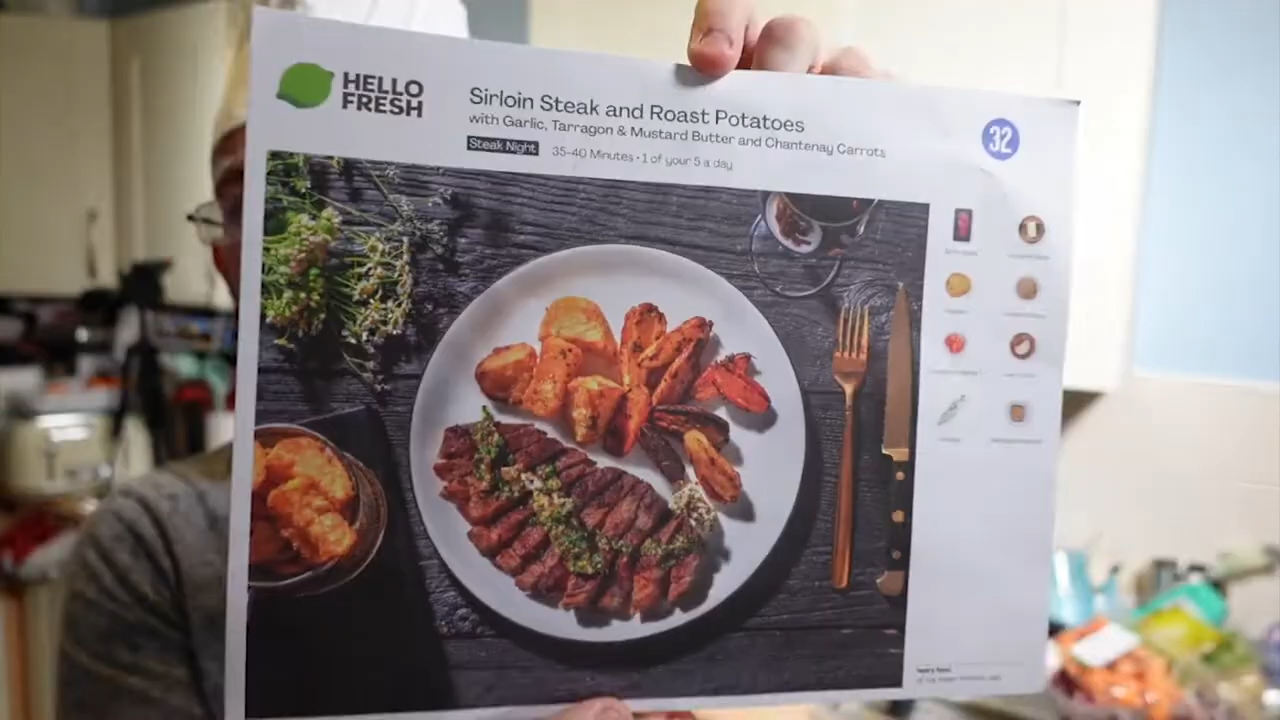 HELLO
FRESH
Sirloin Steak and Roast Potatoes
with Garlic, Tarragon & Mustard Butter and Chantenay Carrots
Steak Night 35-40 Minutes • 1 of your 5 a day
32